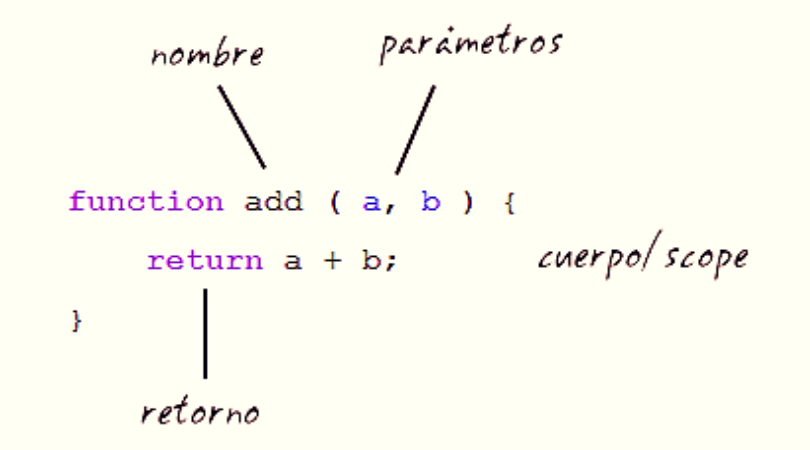 nombre parámetros
function add ( a, b ) {
return a + b; cuerpo/scope
}
retorno